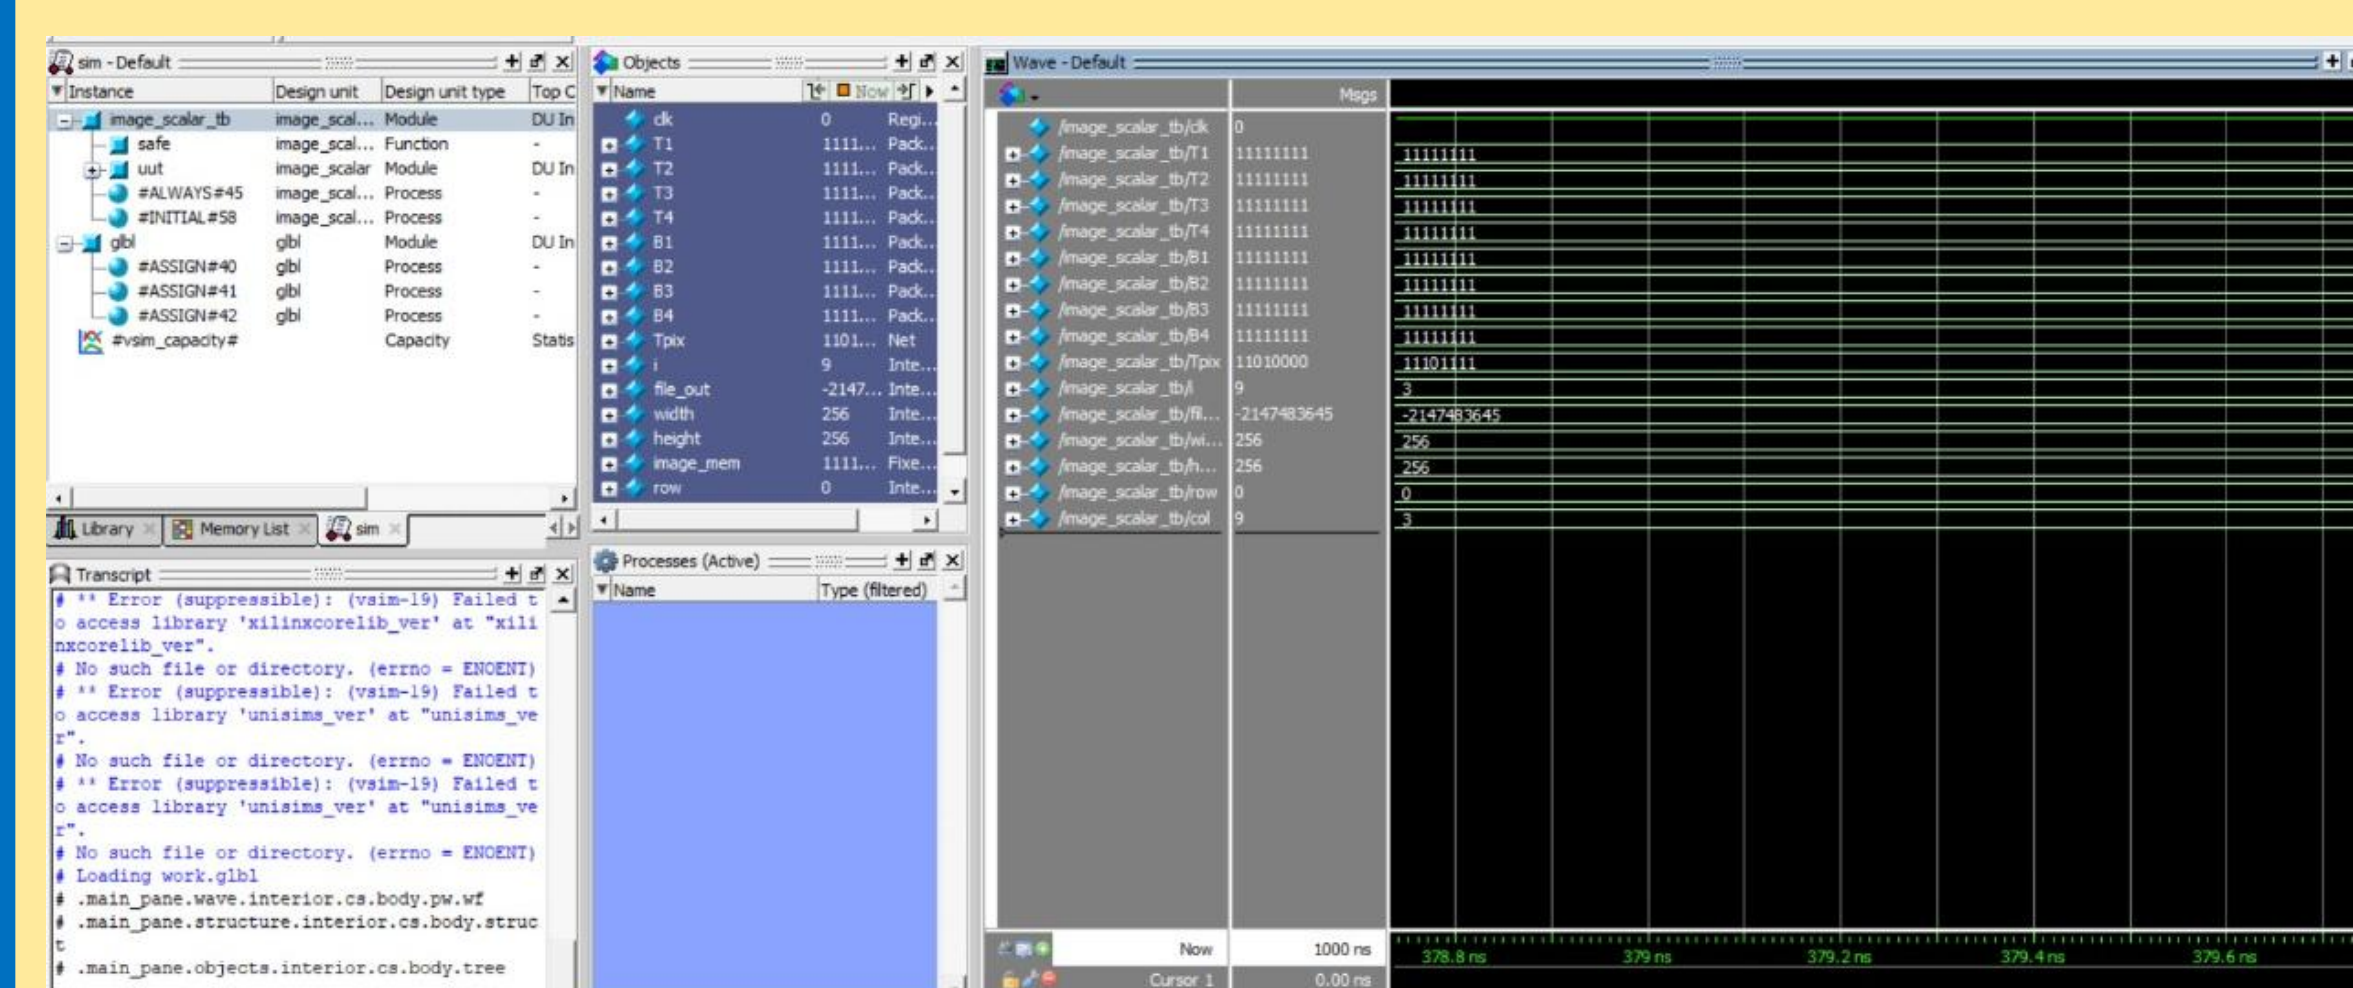 sim - Default
Instance Design unit Design unit type Top C
image_scalar_tb image_scal... Module DU In
safe image_scal... Function -
uut image_scalar Module DU In
#ALWAYS#45 image_scal... Process -
#INITIAL#58 image_scal... Process -
glbl glbl Module DU In
#ASSIGN#40 glbl Process -
#ASSIGN#41 glbl Process -
#ASSIGN#42 glbl Process -
#vsim_capacity# Capacity Statis
Library Memory List sim
Transcript
# ** Error (suppressible): (vsim-19) Failed t
o access library 'xilinxcorelib_ver' at "xili
nxcorelib_ver".
# No such file or directory. (errno = ENOENT)
# ** Error (suppressible): (vsim-19) Failed t
o access library 'unisims_ver' at "unisims_ve
r".
# No such file or directory. (errno = ENOENT)
# ** Error (suppressible): (vsim-19) Failed t
o access library 'unisims_ver' at "unisims_ve
r".
# No such file or directory. (errno = ENOENT)
# Loading work.glbl
# .main_pane.wave.interior.cs.body.pw.wf
# .main_pane.structure.interior.cs.body.struc
t
# .main_pane.objects.interior.cs.body.tree
Objects
Name Now
clk 0 Regi...
T1 1111... Pack...
T2 1111... Pack...
T3 1111... Pack...
T4 1111... Pack...
B1 1111... Pack...
B2 1111... Pack...
B3 1111... Pack...
B4 1111... Pack...
Tpix 1101... Net
i 9 Inte...
file_out -2147... Inte...
width 256 Inte...
height 256 Inte...
image_mem 1111... Fixe...
row 0 Inte...
Processes (Active)
Name Type (filtered)
Wave - Default
Msgs
/image_scalar_tb/clk 0
/image_scalar_tb/T1 11111111 11111111
/image_scalar_tb/T2 11111111 11111111
/image_scalar_tb/T3 11111111 11111111
/image_scalar_tb/T4 11111111 11111111
/image_scalar_tb/B1 11111111 11111111
/image_scalar_tb/B2 11111111 11111111
/image_scalar_tb/B3 11111111 11111111
/image_scalar_tb/B4 11111111 11111111
/image_scalar_tb/Tpix 11010000 11101111
/image_scalar_tb/i 9 3
/image_scalar_tb/fil... -2147483645 -2147483645
/image_scalar_tb/wi... 256 256
/image_scalar_tb/h... 256 256
/image_scalar_tb/row 0 0
/image_scalar_tb/col 9 3
Now 1000 ns 378.8 ns 379 ns 379.2 ns 379.4 ns 379.6 ns
Cursor 1 0.00 ns